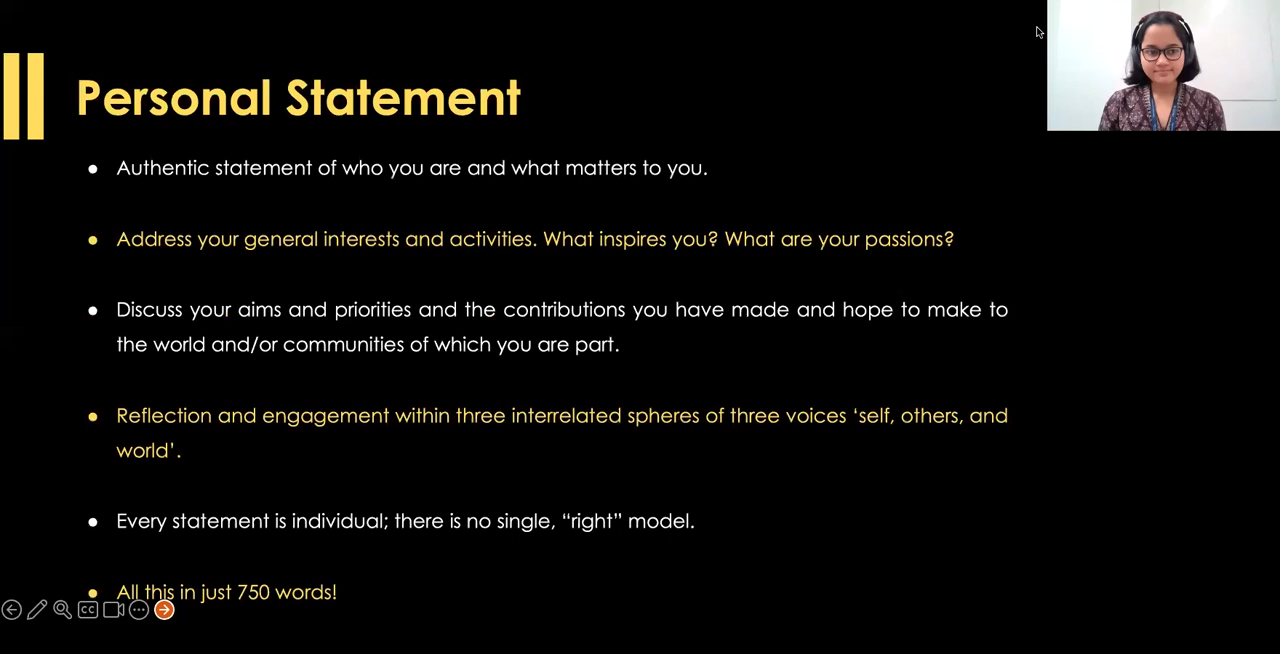 Personal Statement
● Authentic statement of who you are and what matters to you.
● Address your general interests and activities. What inspires you? What are your passions?
● Discuss your aims and priorities and the contributions you have made and hope to make to
the world and/or communities of which you are part.
● Reflection and engagement within three interrelated spheres of three voices ‘self, others, and
world’.
● Every statement is individual; there is no single, “right” model.
● All this in just 750 words!
CC